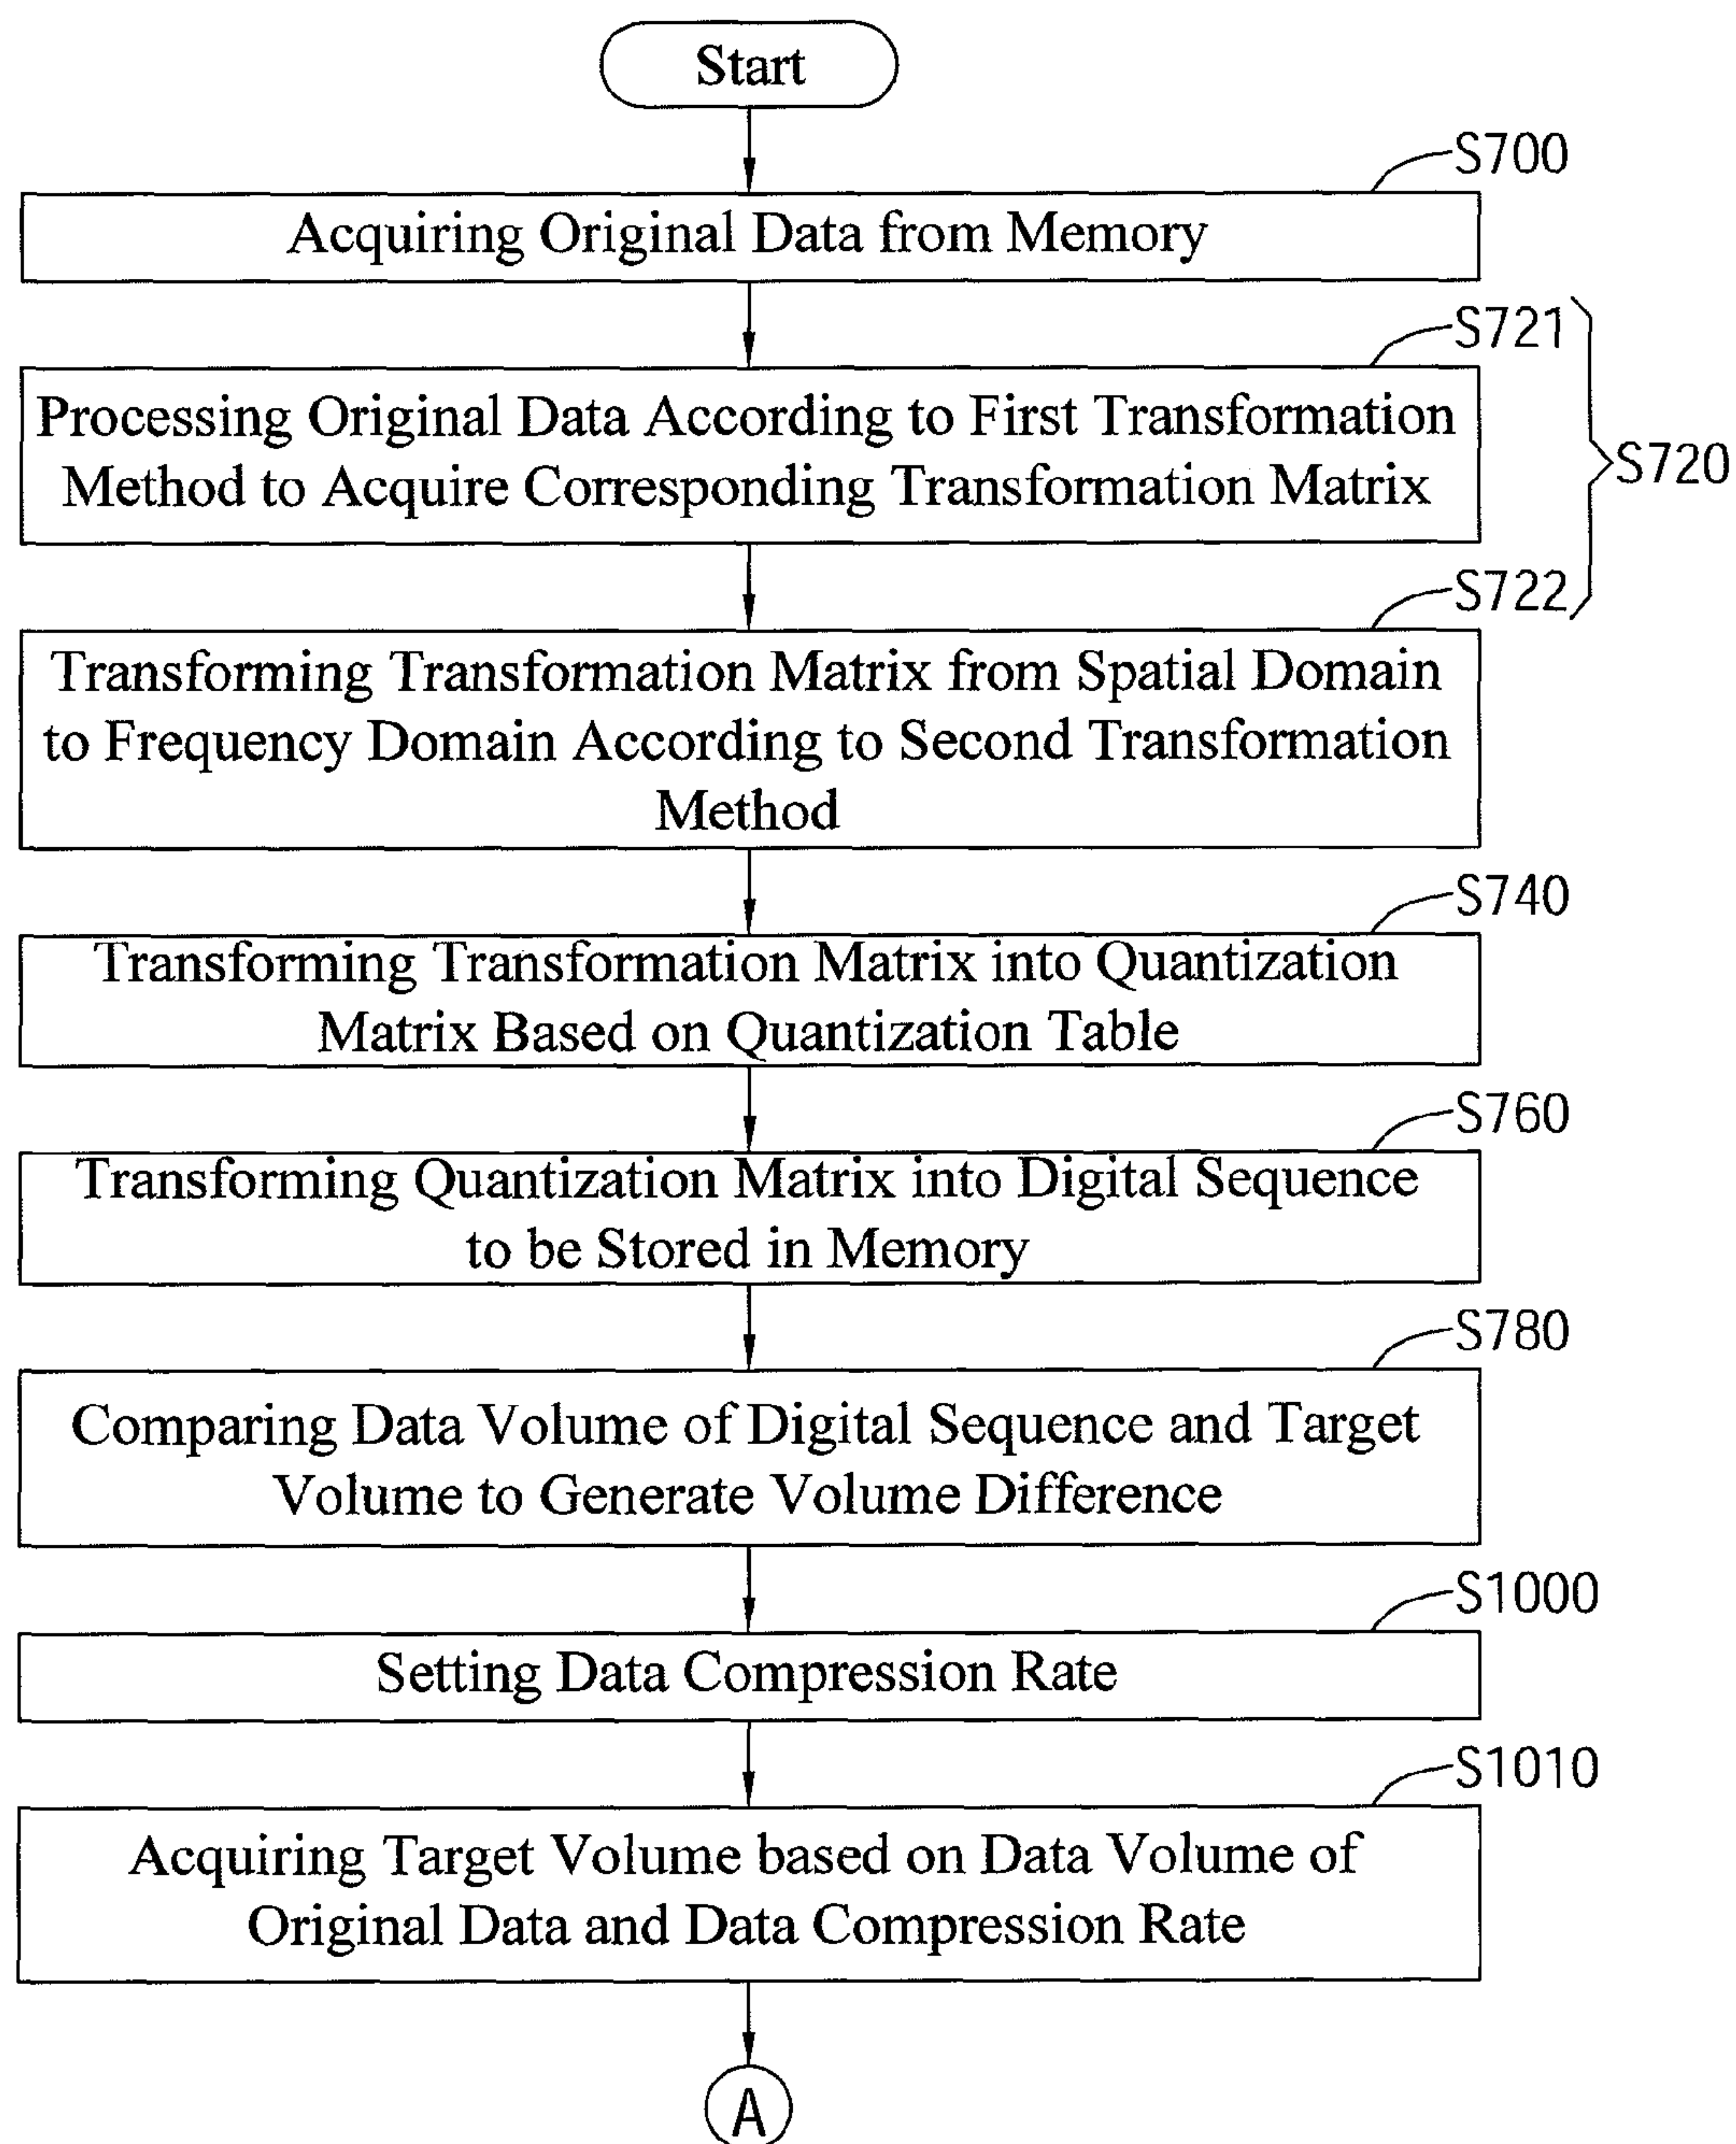 Start
S700
Acquiring Original Data from Memory
S721
Processing Original Data According to First Transformation
Method to Acquire Corresponding Transformation Matrix
S720
S722
Transforming Transformation Matrix from Spatial Domain
to Frequency Domain According to Second Transformation
Method
S740
Transforming Transformation Matrix into Quantization
Matrix Based on Quantization Table
S760
Transforming Quantization Matrix into Digital Sequence
to be Stored in Memory
S780
Comparing Data Volume of Digital Sequence and Target
Volume to Generate Volume Difference
S1000
Setting Data Compression Rate
S1010
Acquiring Target Volume based on Data Volume of
Original Data and Data Compression Rate
A